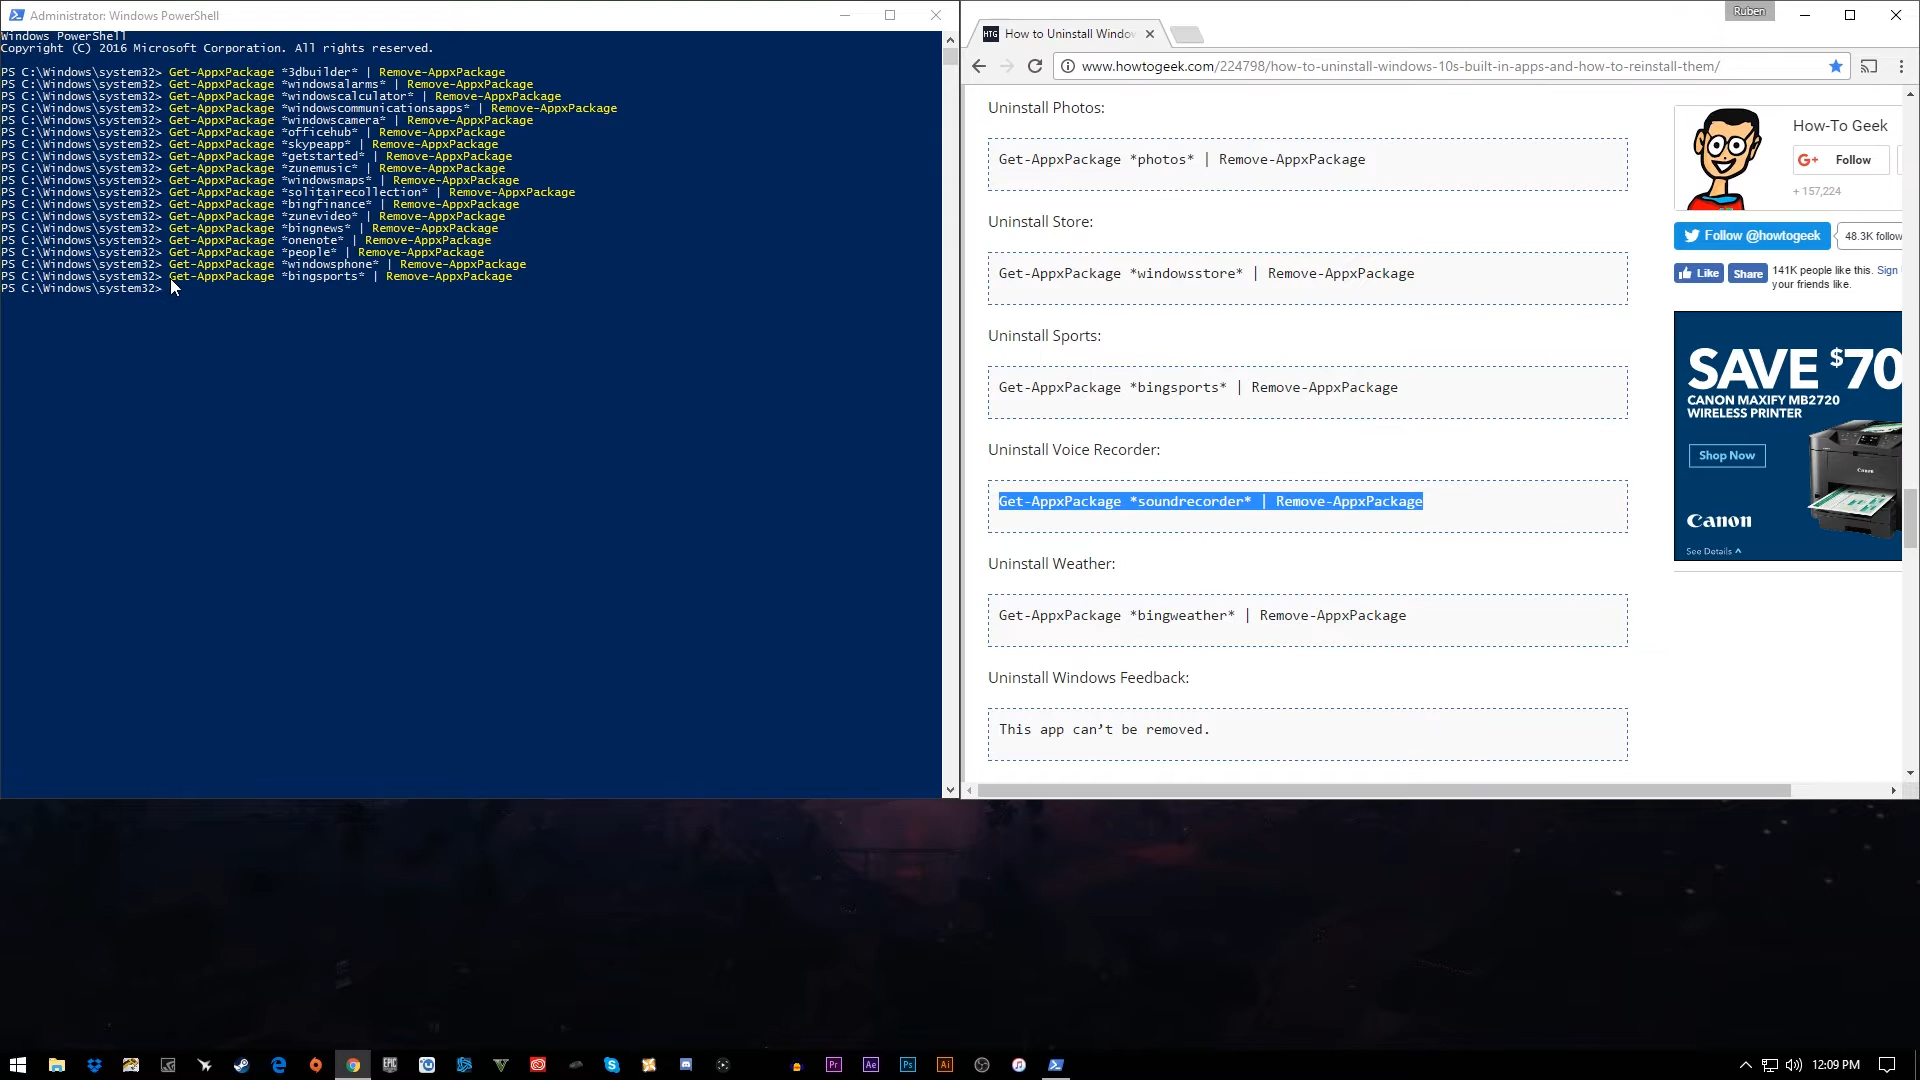 Administrator: Windows PowerShell
Windows PowerShell
Copyright (C) 2016 Microsoft Corporation. All rights reserved.
PS C:\Windows\system32> Get-AppxPackage *3dbuilder* | Remove-AppxPackage
PS C:\Windows\system32> Get-AppxPackage *windowsalarms* | Remove-AppxPackage
PS C:\Windows\system32> Get-AppxPackage *windowscalculator* | Remove-AppxPackage
PS C:\Windows\system32> Get-AppxPackage *windowscommunicationsapps* | Remove-AppxPackage
PS C:\Windows\system32> Get-AppxPackage *windowscamera* | Remove-AppxPackage
PS C:\Windows\system32> Get-AppxPackage *officehub* | Remove-AppxPackage
PS C:\Windows\system32> Get-AppxPackage *skypeapp* | Remove-AppxPackage
PS C:\Windows\system32> Get-AppxPackage *getstarted* | Remove-AppxPackage
PS C:\Windows\system32> Get-AppxPackage *zunemusic* | Remove-AppxPackage
PS C:\Windows\system32> Get-AppxPackage *windowsmaps* | Remove-AppxPackage
PS C:\Windows\system32> Get-AppxPackage *solitairecollection* | Remove-AppxPackage
PS C:\Windows\system32> Get-AppxPackage *bingfinance* | Remove-AppxPackage
PS C:\Windows\system32> Get-AppxPackage *zunevideo* | Remove-AppxPackage
PS C:\Windows\system32> Get-AppxPackage *bingnews* | Remove-AppxPackage
PS C:\Windows\system32> Get-AppxPackage *onenote* | Remove-AppxPackage
PS C:\Windows\system32> Get-AppxPackage *people* | Remove-AppxPackage
PS C:\Windows\system32> Get-AppxPackage *windowsphone* | Remove-AppxPackage
PS C:\Windows\system32> Get-AppxPackage *bingsports* | Remove-AppxPackage
PS C:\Windows\system32>
Ruben
HTG How to Uninstall Window
www.howtogeek.com/224798/how-to-uninstall-windows-10s-built-in-apps-and-how-to-reinstall-them/
Uninstall Photos:
Get-AppxPackage *photos* | Remove-AppxPackage
Uninstall Store:
Get-AppxPackage *windowsstore* | Remove-AppxPackage
Uninstall Sports:
Get-AppxPackage *bingsports* | Remove-AppxPackage
Uninstall Voice Recorder:
Get-AppxPackage *soundrecorder* | Remove-AppxPackage
Uninstall Weather:
Get-AppxPackage *bingweather* | Remove-AppxPackage
Uninstall Windows Feedback:
This app can’t be removed.
How-To Geek
G+ Follow
+ 157,224
Follow @howtogeek
48.3K follow
Like
Share
141K people like this. Sign
your friends like.
SAVE $70
CANON MAXIFY MB2720
WIRELESS PRINTER
Shop Now
Canon
Canon
See Details ^
EPIC
Pr
Ae
Ps
Ai
12:09 PM